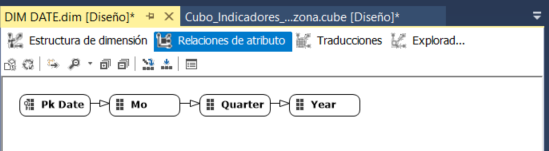 DIM DATE.dim [Diseño]* Cubo_Indicadores_...zona.cube [Diseño]*
Estructura de dimensión Relaciones de atributo Traducciones Explorad...
Pk Date Mo Quarter Year